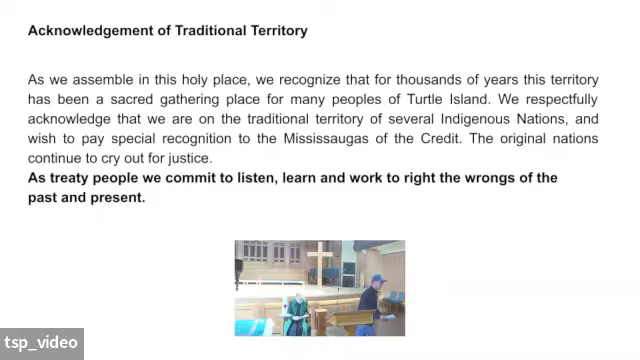 Acknowledgement of Traditional Territory
As we assemble in this holy place, we recognize that for thousands of years this territory
has been a sacred gathering place for many peoples of Turtle Island. We respectfully
acknowledge that we are on the traditional territory of several Indigenous Nations, and
wish to pay special recognition to the Mississaugas of the Credit. The original nations
continue to cry out for justice.
As treaty people we commit to listen, learn and work to right the wrongs of the
past and present.
tsp_video